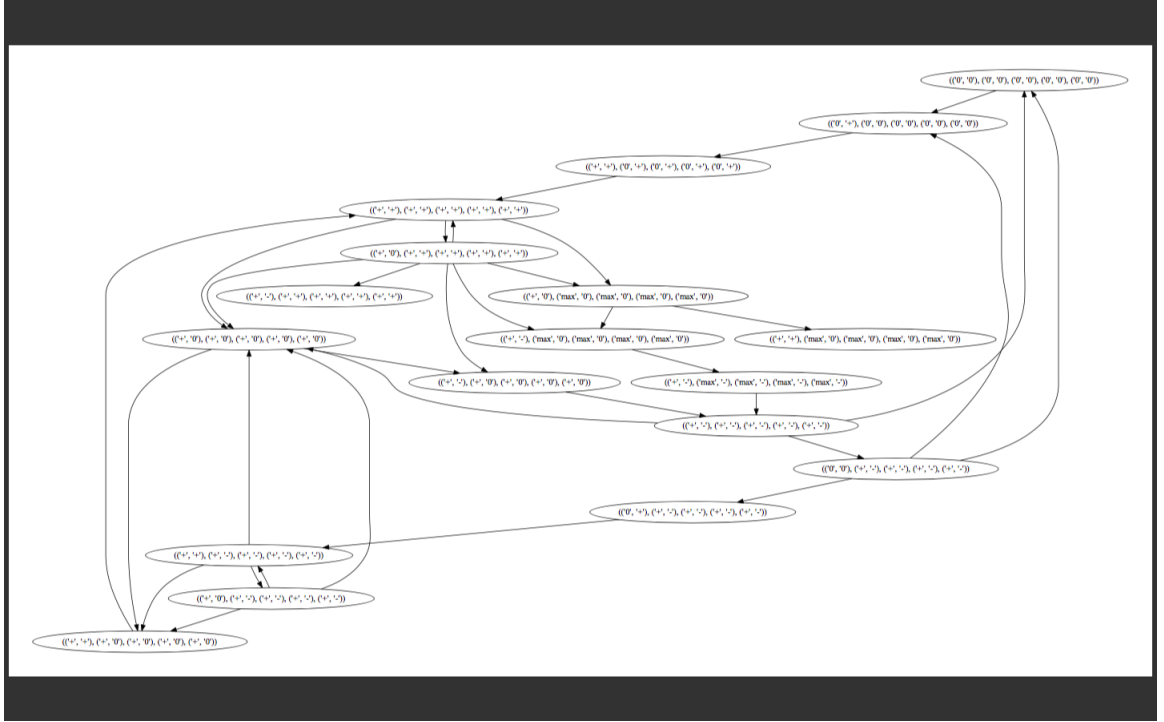 (('0', '0'), ('0', '0'), ('0', '0'), ('0', '0'), ('0', '0'))
(('0', '+'), ('0', '0'), ('0', '0'), ('0', '0'), ('0', '0'))
(('+', '+'), ('0', '+'), ('0', '+'), ('0', '+'), ('0', '+'))
(('+', '+'), ('+', '+'), ('+', '+'), ('+', '+'), ('+', '+'))
(('+', '0'), ('+', '+'), ('+', '+'), ('+', '+'), ('+', '+'))
(('+', '-'), ('+', '+'), ('+', '+'), ('+', '+'), ('+', '+'))
(('+', '0'), ('max', '0'), ('max', '0'), ('max', '0'), ('max', '0'))
(('+', '0'), ('+', '0'), ('+', '0'), ('+', '0'), ('+', '0'))
(('+', '-'), ('max', '0'), ('max', '0'), ('max', '0'), ('max', '0'))
(('+', '+'), ('max', '0'), ('max', '0'), ('max', '0'), ('max', '0'))
(('+', '-'), ('+', '0'), ('+', '0'), ('+', '0'), ('+', '0'))
(('+', '-'), ('max', '-'), ('max', '-'), ('max', '-'), ('max', '-'))
(('+', '-'), ('+', '-'), ('+', '-'), ('+', '-'), ('+', '-'))
(('0', '0'), ('+', '-'), ('+', '-'), ('+', '-'), ('+', '-'))
(('0', '+'), ('+', '-'), ('+', '-'), ('+', '-'), ('+', '-'))
(('+', '+'), ('+', '-'), ('+', '-'), ('+', '-'), ('+', '-'))
(('+', '0'), ('+', '-'), ('+', '-'), ('+', '-'), ('+', '-'))
(('+', '+'), ('+', '0'), ('+', '0'), ('+', '0'), ('+', '0'))